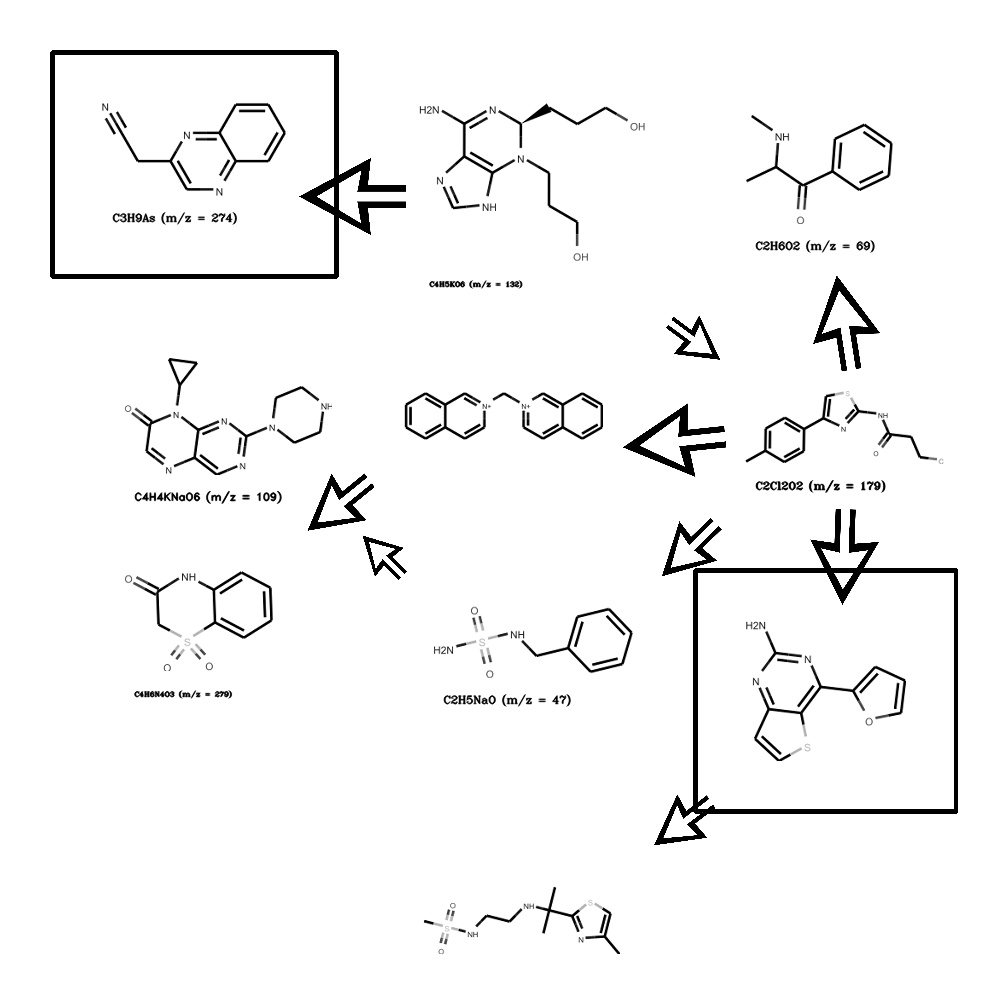 N
N
N
C3H9As (m/z = 274)
H2N
N
N
N
NH
OH
OH
C4H5KO6 (m/z = 132)
NH
O
C2H6O2 (m/z = 69)
O
N
N
N
N
N
NH
C4H4KNaO6 (m/z = 109)
N+
N+
S
N
NH
O
C
C2Cl2O2 (m/z = 179)
O
NH
S
O
O
C4H6N4O3 (m/z = 279)
O
H2N
S
NH
O
C2H5NaO (m/z = 47)
H2N
N
N
O
S
O
S
O
NH
NH
S
N